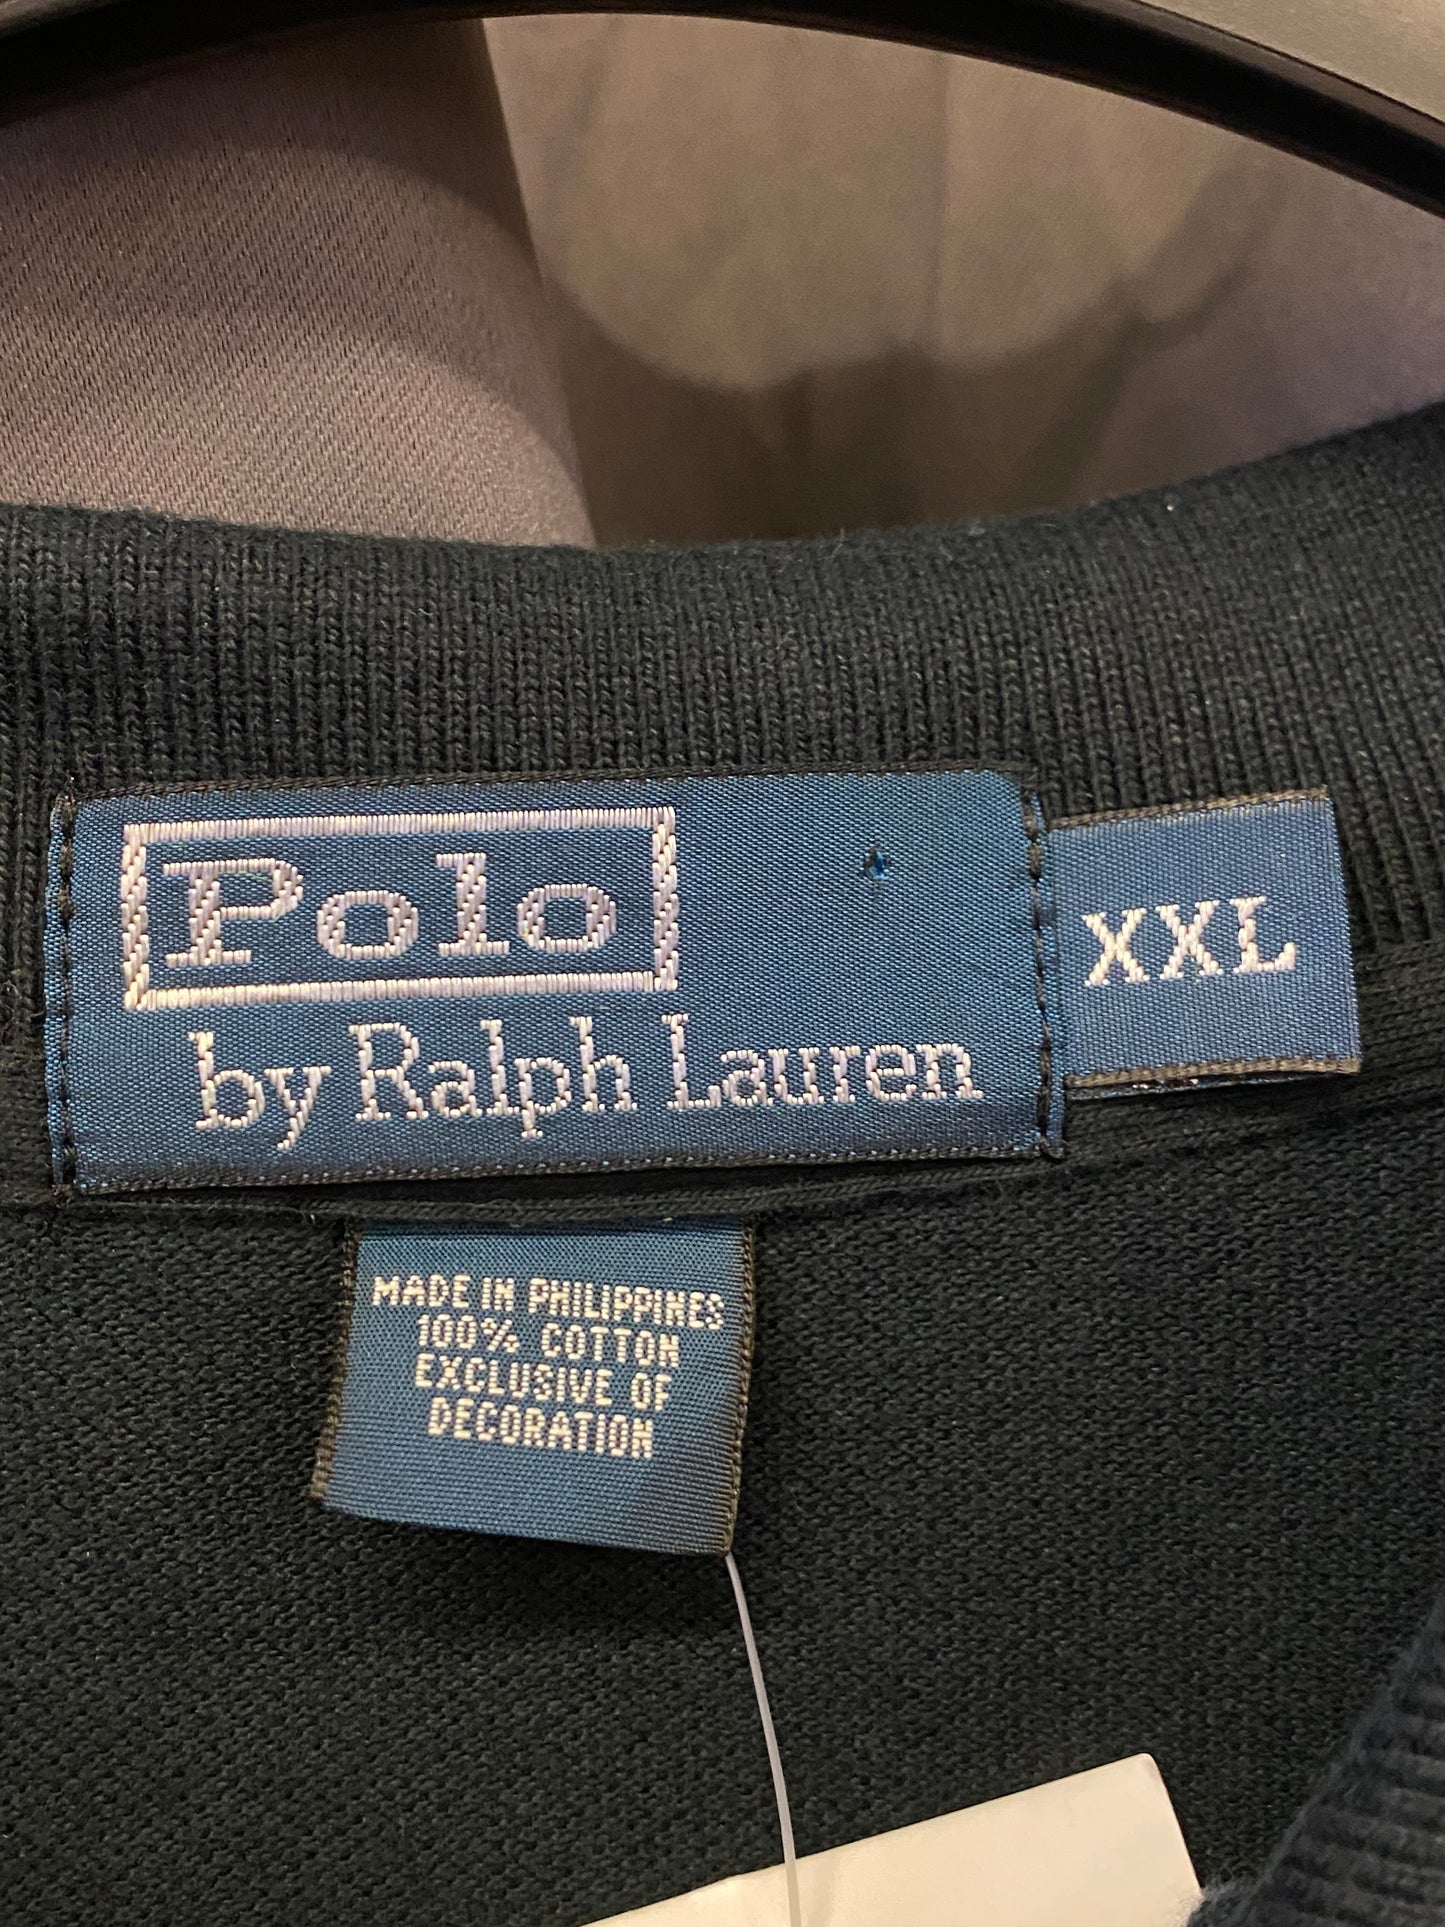 Polo
by Ralph Lauren
XXL
MADE IN PHILIPPINES
100% COTTON
EXCLUSIVE OF
DECORATION